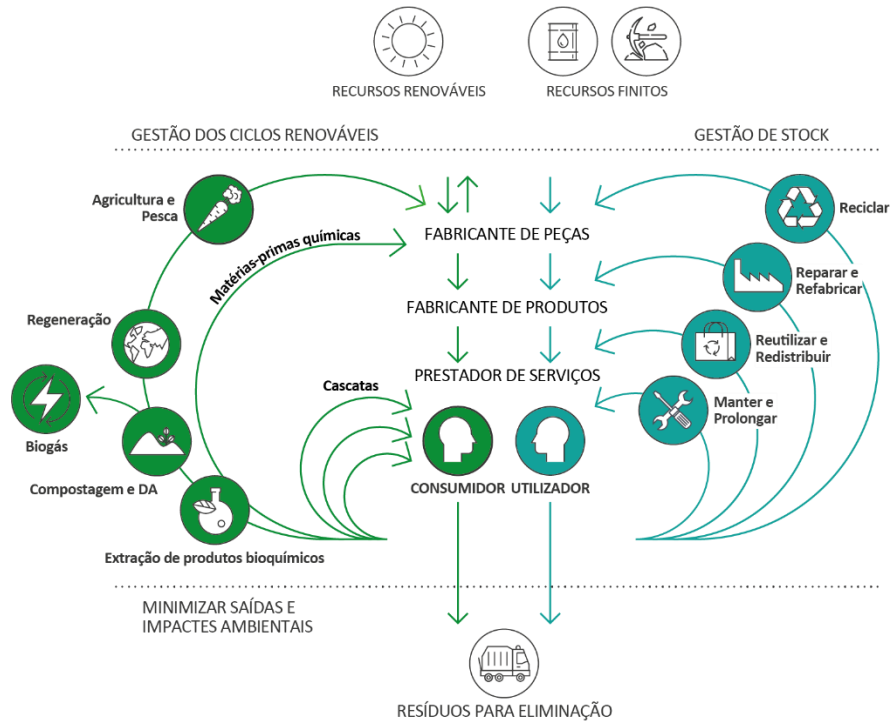 RECURSOS RENOVÁVEIS
RECURSOS FINITOS
GESTÃO DOS CICLOS RENOVÁVEIS
GESTÃO DE STOCK
Agricultura e
Pesca
Reciclar
Matérias-primas químicas
FABRICANTE DE PEÇAS
Reparar e
Refabricar
Regeneração
FABRICANTE DE PRODUTOS
Reutilizar e
Redistribuir
Cascatas
PRESTADOR DE SERVIÇOS
Manter e
Prolongar
Biogás
Compostagem e DA
CONSUMIDOR
UTILIZADOR
Extração de produtos bioquímicos
MINIMIZAR SAÍDAS E
IMPACTES AMBIENTAIS
RESÍDUOS PARA ELIMINAÇÃO